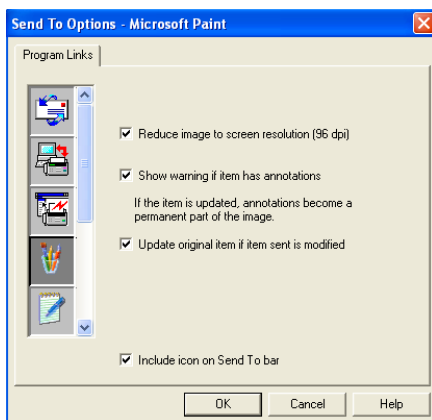 Send To Options - Microsoft Paint
Program Links
Reduce image to screen resolution (96 dpi)
Show warning if item has annotations
If the item is updated, annotations become a
permanent part of the image.
Update original item if item sent is modified
Include icon on Send To bar
OK Cancel Help